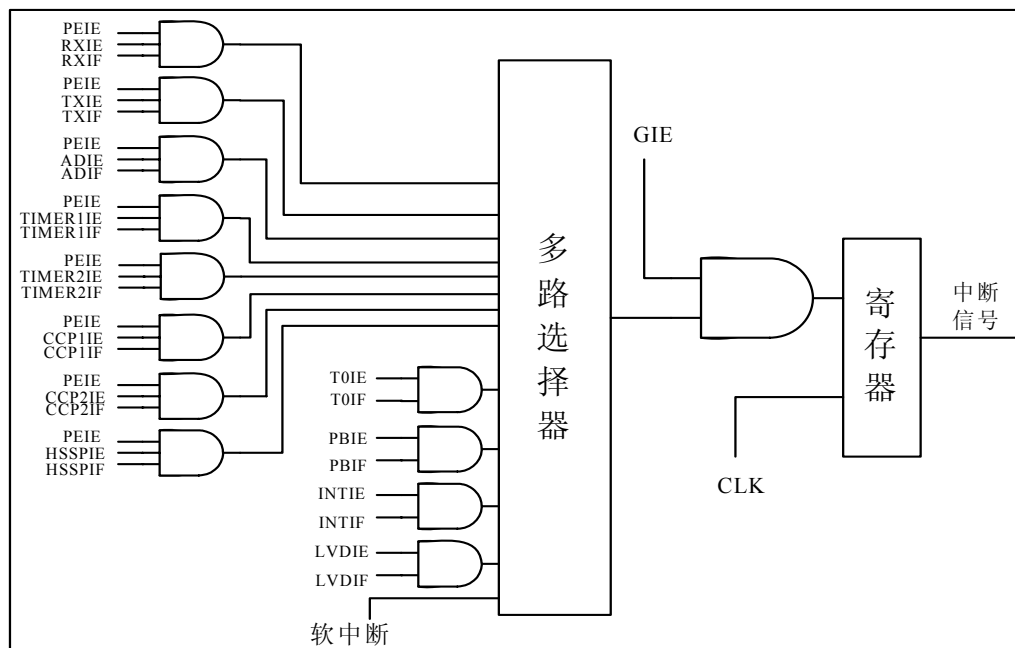 PEIE
RXIE
RXIF
PEIE
TXIE
TXIF
PEIE
ADIE
ADIF
PEIE
TIMER1IE
TIMER1IF
PEIE
TIMER2IE
TIMER2IF
PEIE
CCP1IE
CCP1IF
PEIE
CCP2IE
CCP2IF
PEIE
HSSPIE
HSSPIF
T0IE
T0IF
PBIE
PBIF
INTIE
INTIF
LVDIE
LVDIF
软中断
多路选择器
GIE
CLK
寄存器
中断
信号